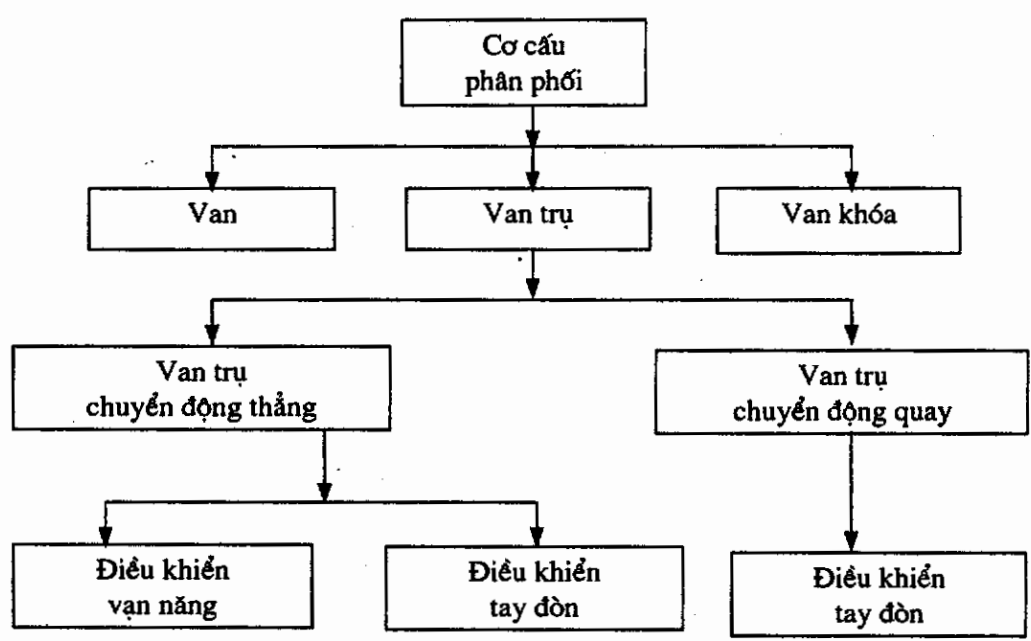 Cơ cấu
phân phối
Van
Van trụ
Van khóa
Van trụ
chuyển động thẳng
Van trụ
chuyển động quay
Điều khiển
vạn năng
Điều khiển
tay đòn
Điều khiển
tay đòn